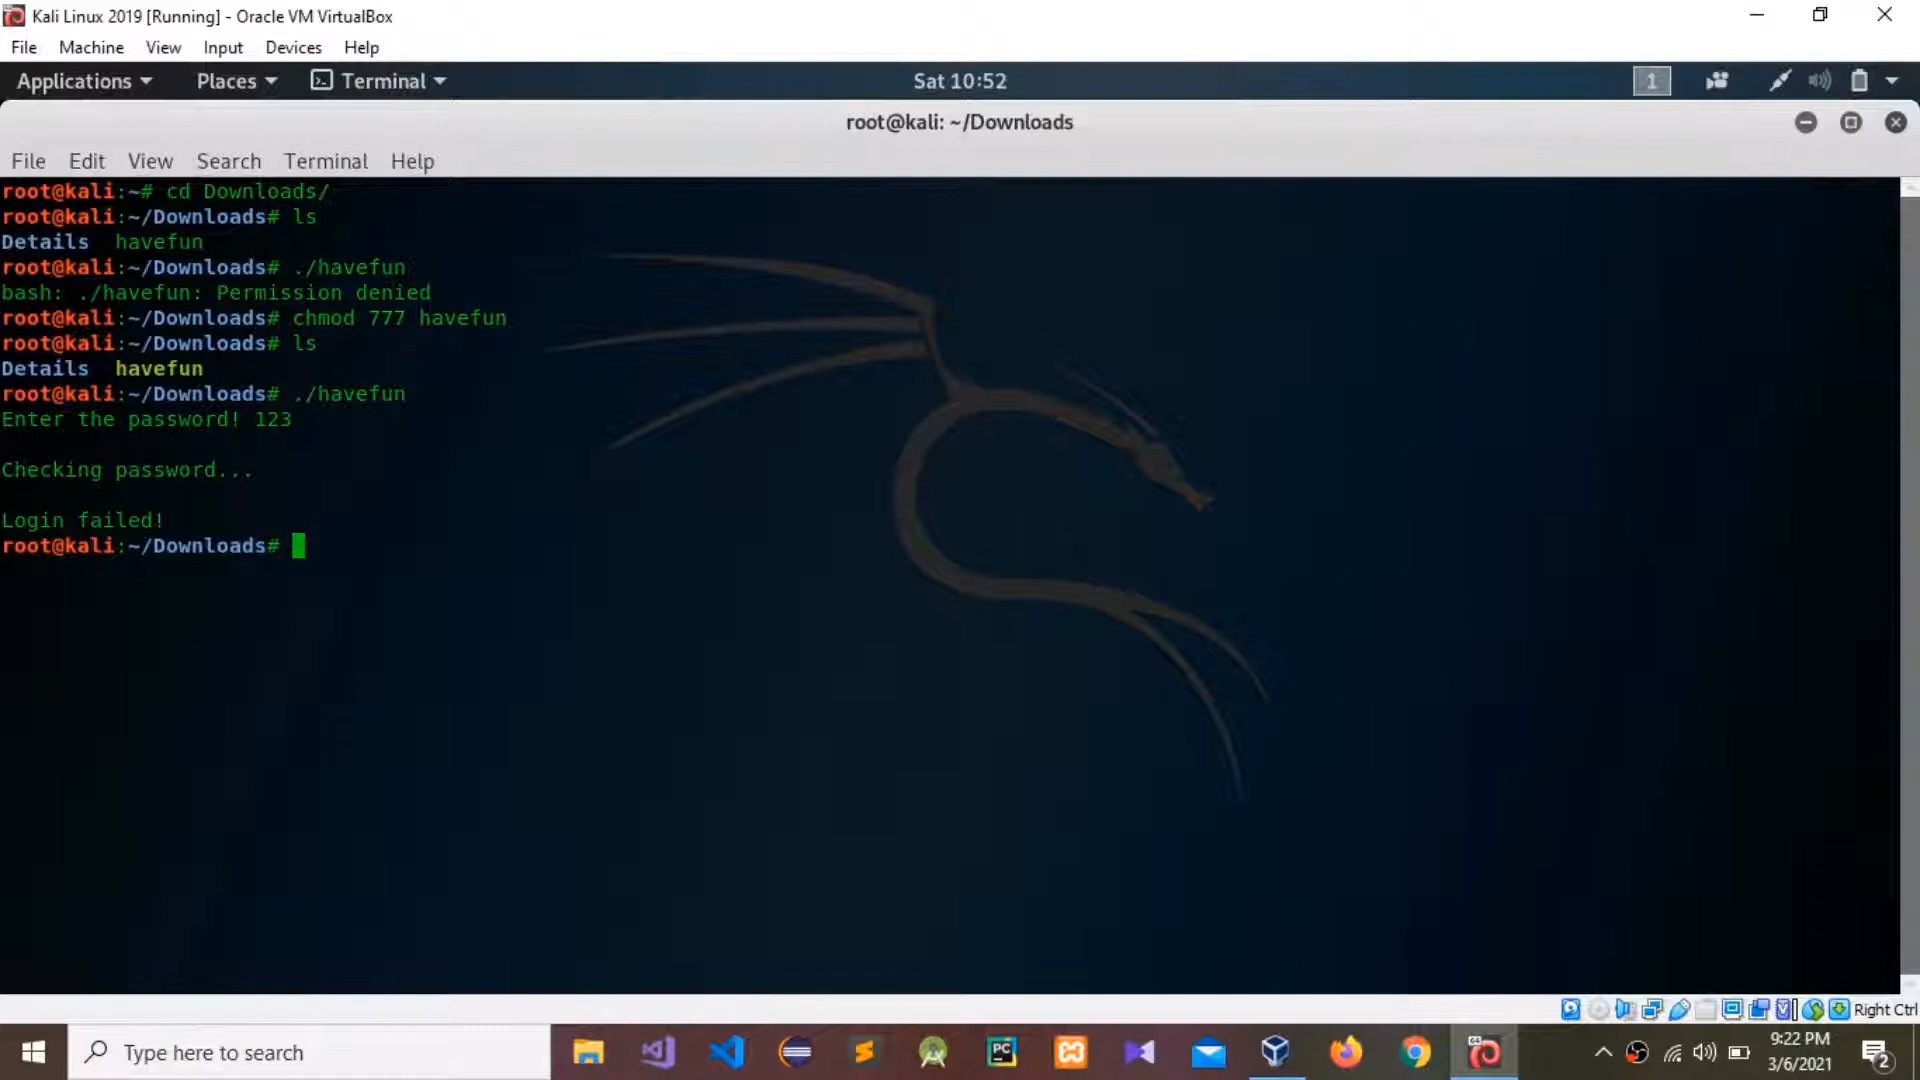 Kali Linux 2019 [Running] - Oracle VM VirtualBox
File Machine View Input Devices Help
Applications Places Terminal Sat 10:52 1
root@kali: ~/Downloads
File Edit View Search Terminal Help
root@kali:~# cd Downloads/
root@kali:~/Downloads# ls
Details havefun
root@kali:~/Downloads# ./havefun
bash: ./havefun: Permission denied
root@kali:~/Downloads# chmod 777 havefun
root@kali:~/Downloads# ls
Details havefun
root@kali:~/Downloads# ./havefun
Enter the password! 123
Checking password...
Login failed!
root@kali:~/Downloads#
Right Ctrl
Type here to search
PC
64
9:22 PM
3/6/2021
2